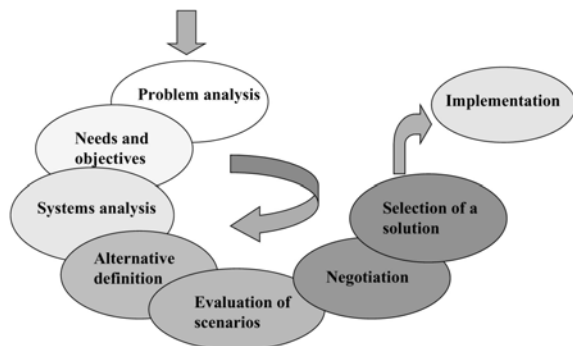 Problem analysis
Needs and
objectives
Systems analysis
Alternative
definition
Evaluation of
scenarios
Negotiation
Selection of a
solution
Implementation